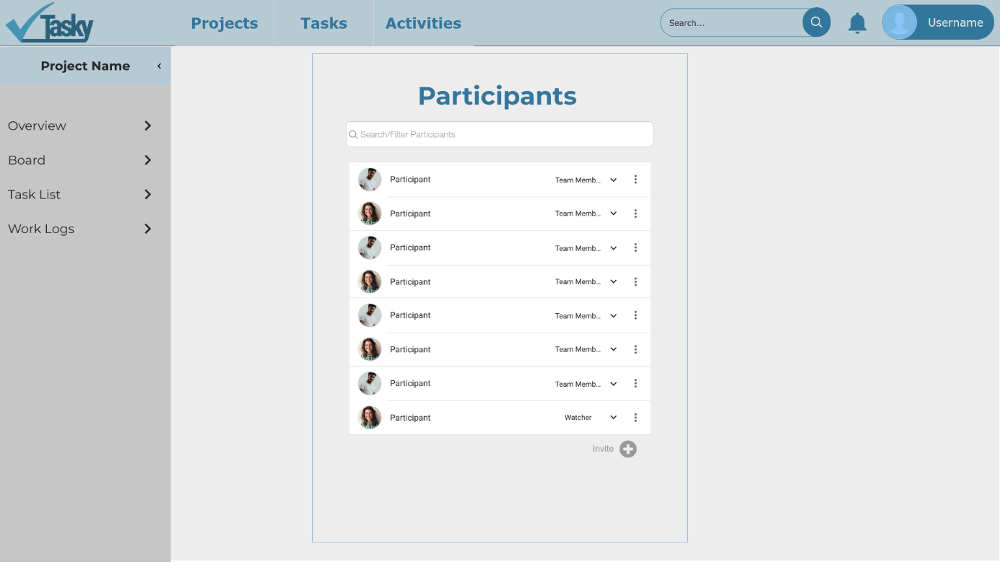 Tasky
Projects Tasks Activities
Search...
Username
Project Name
Overview
Board
Task List
Work Logs
Participants
Search/Filter Participants
Participant Team Memb...
Participant Team Memb...
Participant Team Memb...
Participant Team Memb...
Participant Team Memb...
Participant Team Memb...
Participant Team Memb...
Participant Watcher
Invite